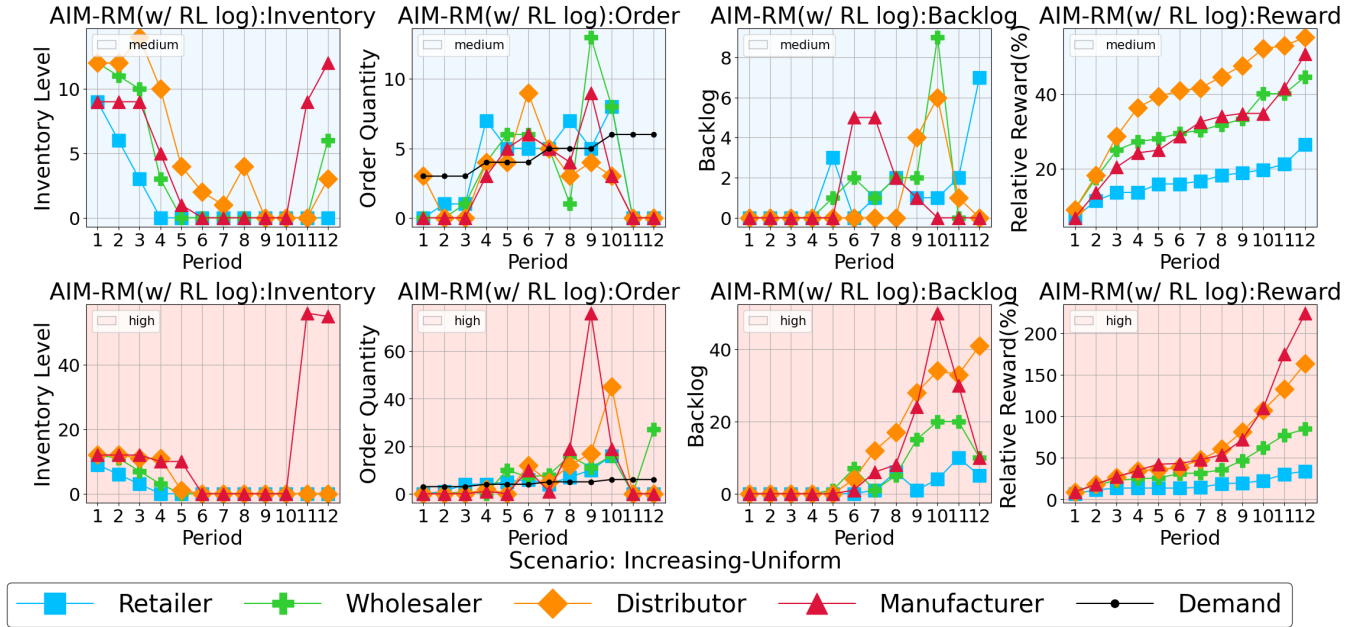 AIM-RM(w/ RL log):Inventory
AIM-RM(w/ RL log):Order
AIM-RM(w/ RL log):Backlog
AIM-RM(w/ RL log):Reward
medium
medium
medium
medium
Inventory Level
10
5
0
1 2 3 4 5 6 7 8 9 10 11 12
Period
Order Quantity
10
5
0
1 2 3 4 5 6 7 8 9 10 11 12
Period
Backlog
8
6
4
2
0
1 2 3 4 5 6 7 8 9 10 11 12
Period
Relative Reward(%)
40
20
1 2 3 4 5 6 7 8 9 10 11 12
Period
AIM-RM(w/ RL log):Inventory
AIM-RM(w/ RL log):Order
AIM-RM(w/ RL log):Backlog
AIM-RM(w/ RL log):Reward
high
high
high
high
Inventory Level
40
20
0
1 2 3 4 5 6 7 8 9 10 11 12
Period
Order Quantity
60
40
20
0
1 2 3 4 5 6 7 8 9 10 11 12
Period
Backlog
40
20
0
1 2 3 4 5 6 7 8 9 10 11 12
Period
Relative Reward(%)
200
150
100
50
0
1 2 3 4 5 6 7 8 9 10 11 12
Period
Scenario: Increasing-Uniform
Retailer Wholesaler Distributor Manufacturer Demand